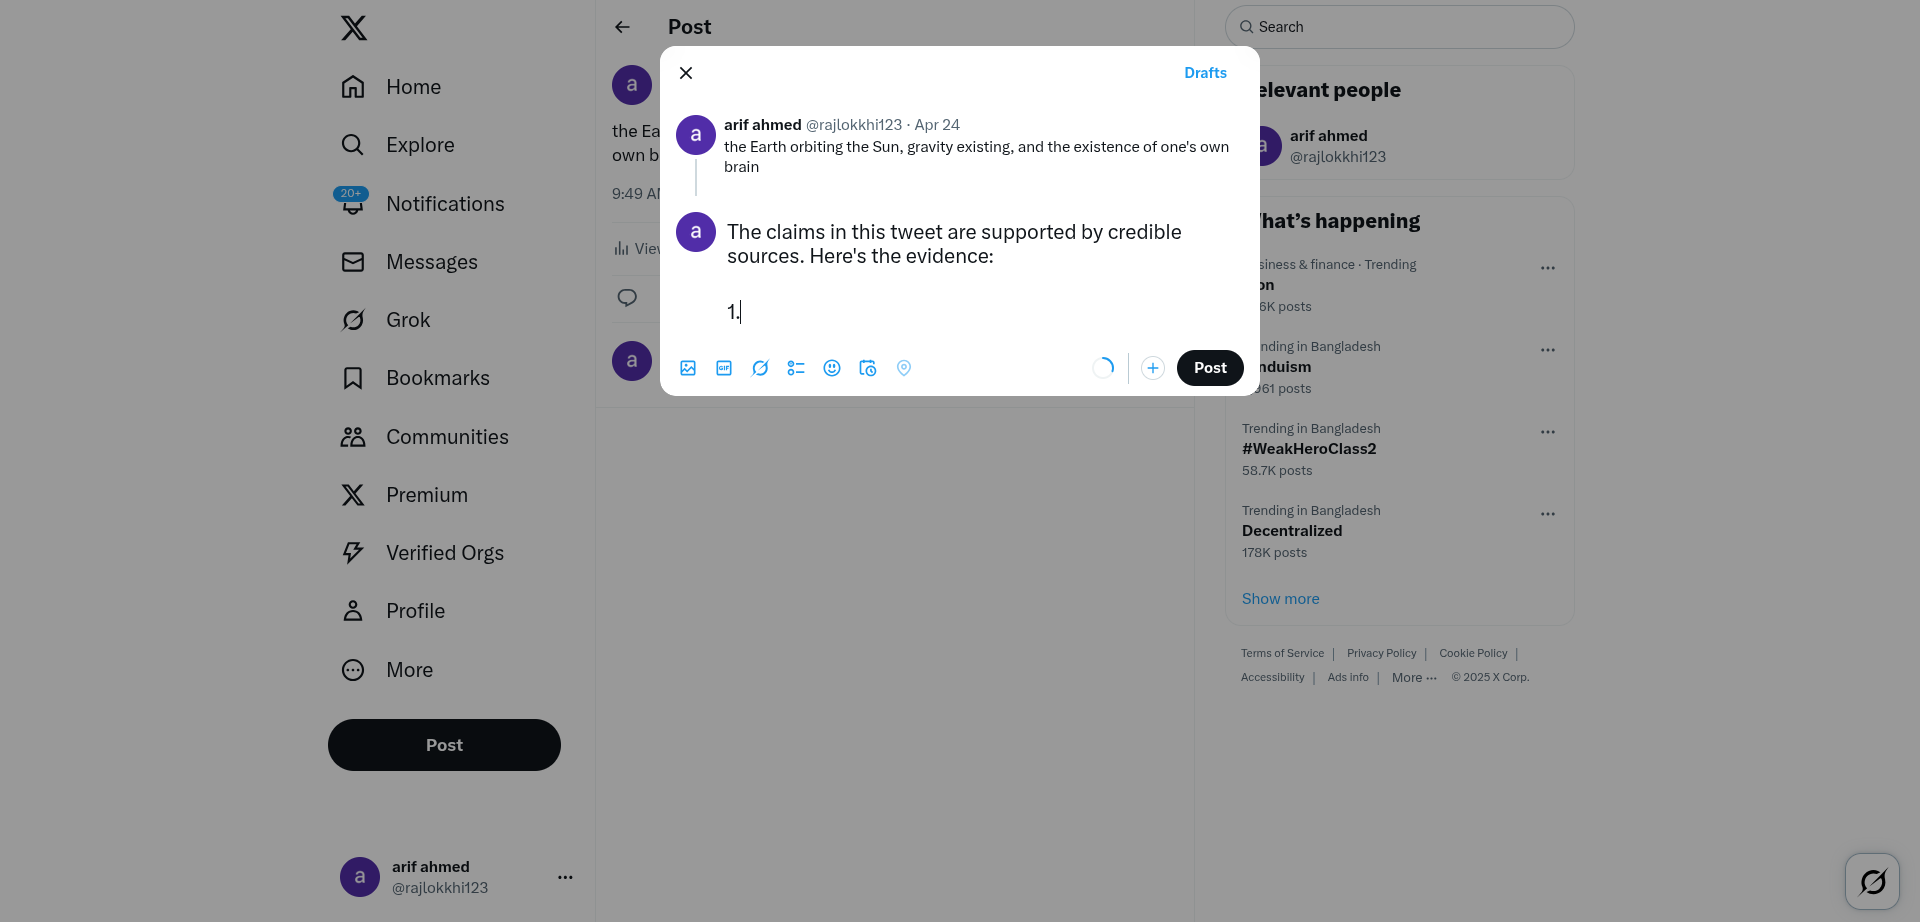 Home
Explore
20+
Notifications
Messages
Grok
Bookmarks
Communities
Premium
Verified Orgs
Profile
More
Post
arif ahmed
@rajlokkhi123
Post
a
the Ea
own b
9:49 AM
Drafts
a
arif ahmed @rajlokkhi123 · Apr 24
the Earth orbiting the Sun, gravity existing, and the existence of one's own
brain
a
The claims in this tweet are supported by credible
sources. Here's the evidence:
1.
GIF
Post
a
a
Search
elevant people
arif ahmed
@rajlokkhi123
hat's happening
siness & finance · Trending
on
6K posts
nding in Bangladesh
nduism
961 posts
Trending in Bangladesh
#WeakHeroClass2
58.7K posts
Trending in Bangladesh
Decentralized
178K posts
Show more
Terms of Service | Privacy Policy | Cookie Policy |
Accessibility | Ads info | More ··· © 2025 X Corp.